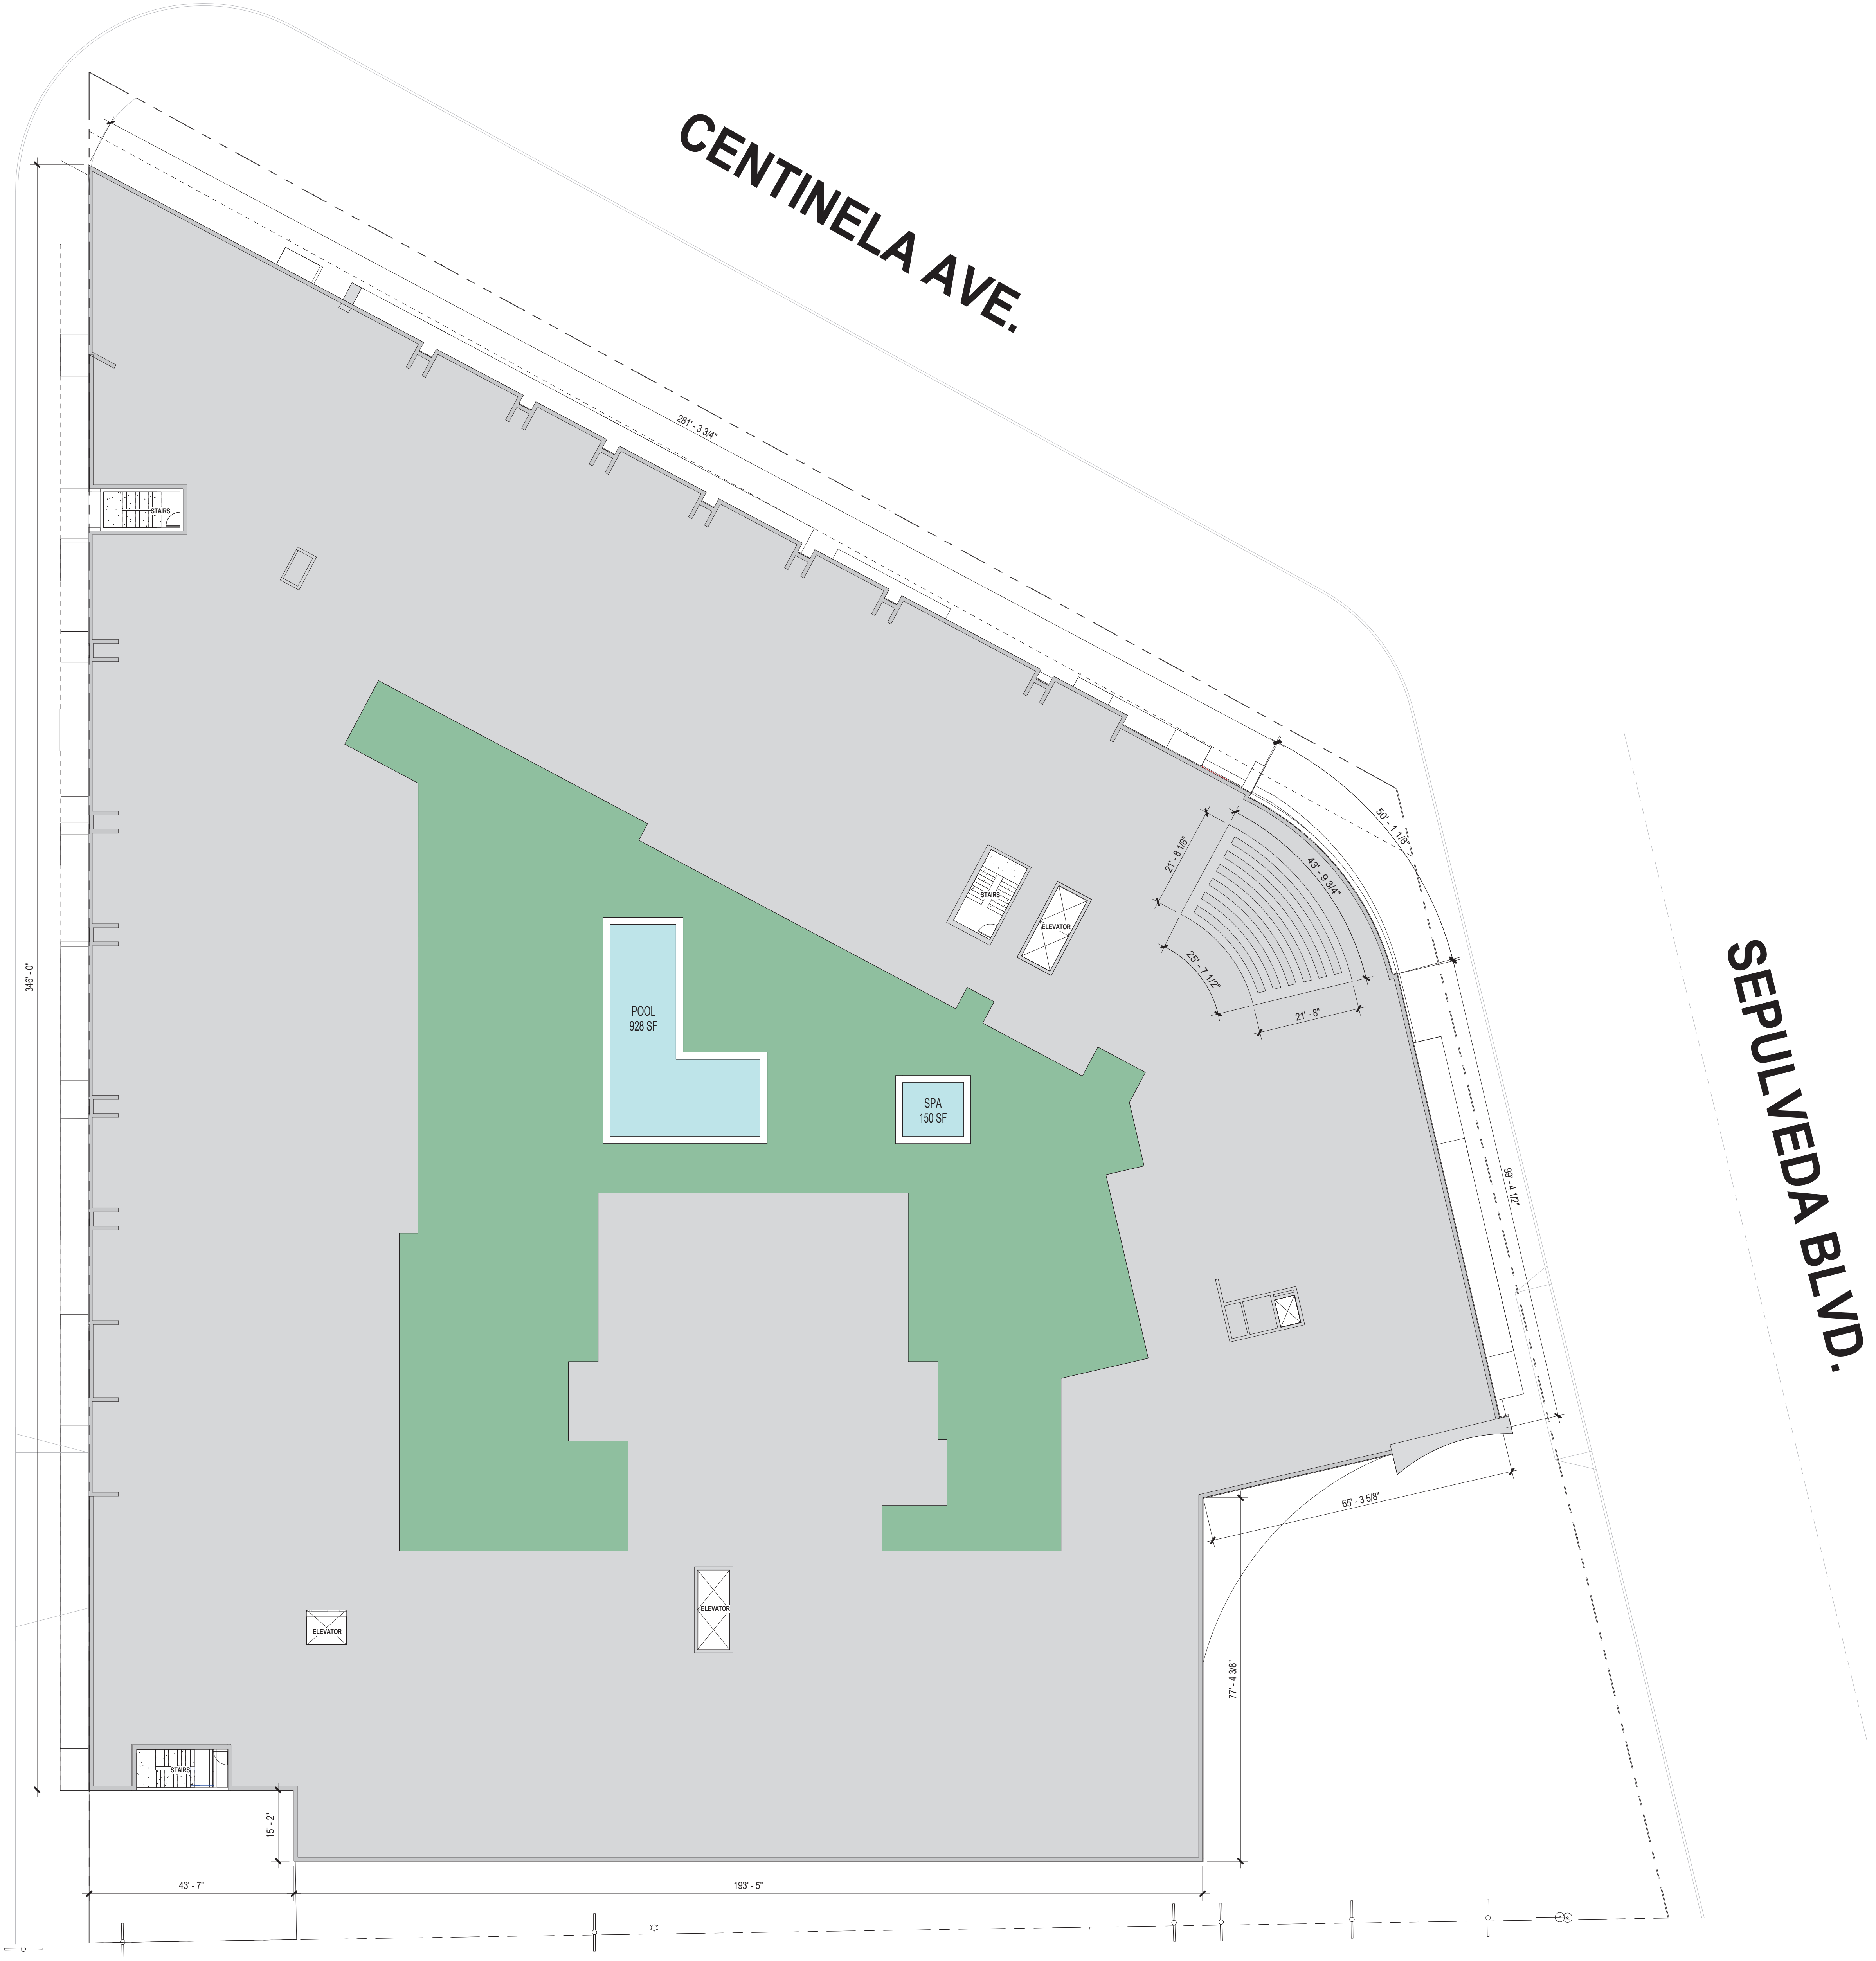 CENTINELA AVE.
281' - 3 3/4"
STAIRS
50' - 1 1/8"
21' - 8 1/8"
43' - 9 3/4"
STAIRS
ELEVATOR
SEPULVEDA BLVD.
346' - 0"
25' - 7 1/2"
21' - 8"
POOL
928 SF
SPA
150 SF
99' - 4 1/2"
65' - 3 5/8"
ELEVATOR
ELEVATOR
77' - 4 3/8"
STAIRS
15' - 2"
43' - 7"
193' - 5"